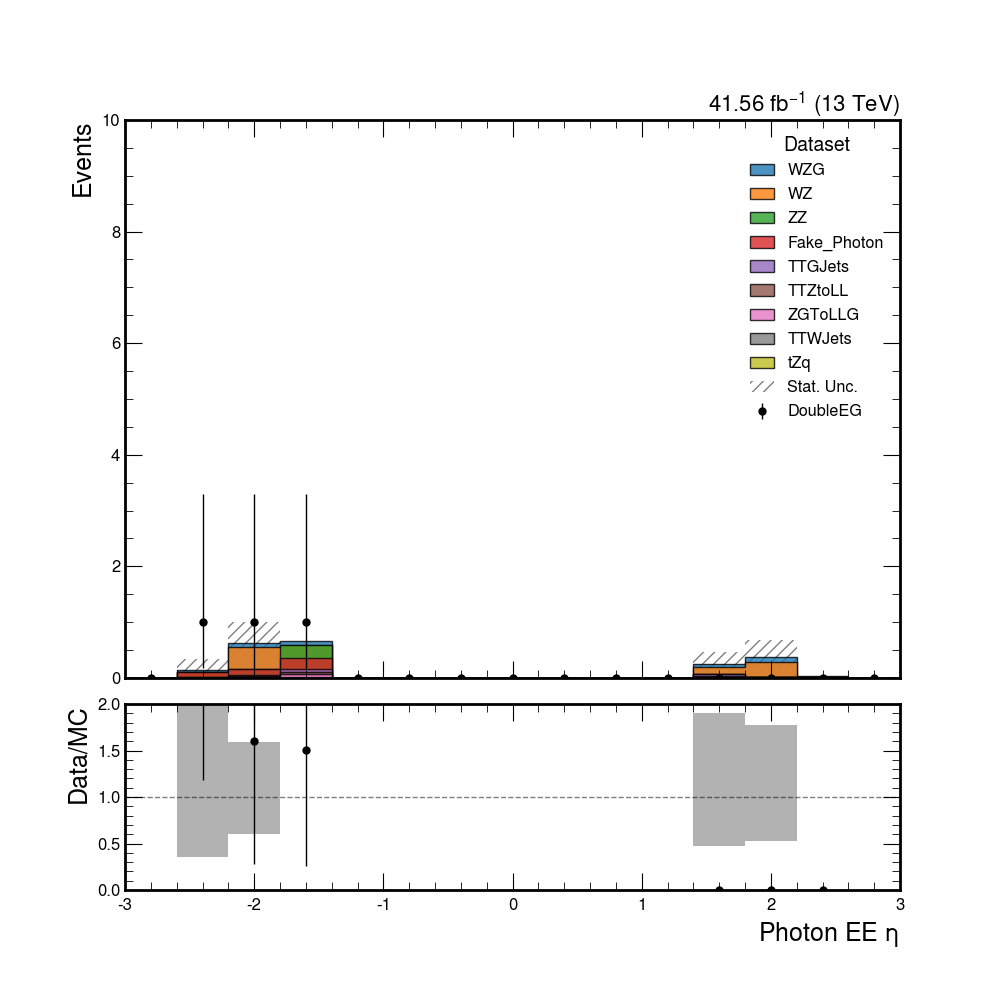 41.56 fb⁻¹ (13 TeV)
Events
10
8
6
4
2
0
Dataset
WZG
WZ
ZZ
Fake_Photon
TTGJets
TTZtoLL
ZGToLLG
TTWJets
tZq
Stat. Unc.
DoubleEG
Data/MC
2.0
1.5
1.0
0.5
0.0
-3 -2 -1 0 1 2 3
Photon EE η